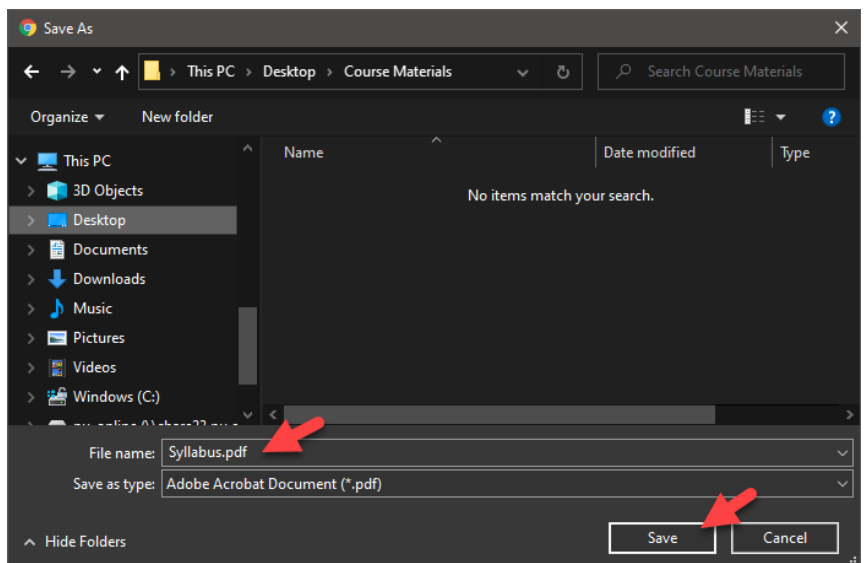 Save As
This PC > Desktop > Course Materials
Search Course Materials
Organize
New folder
Name
Date modified
Type
No items match your search.
This PC
3D Objects
Desktop
Documents
Downloads
Music
Pictures
Videos
Windows (C:)
File name: Syllabus.pdf
Save as type: Adobe Acrobat Document (*.pdf)
Hide Folders
Save
Cancel